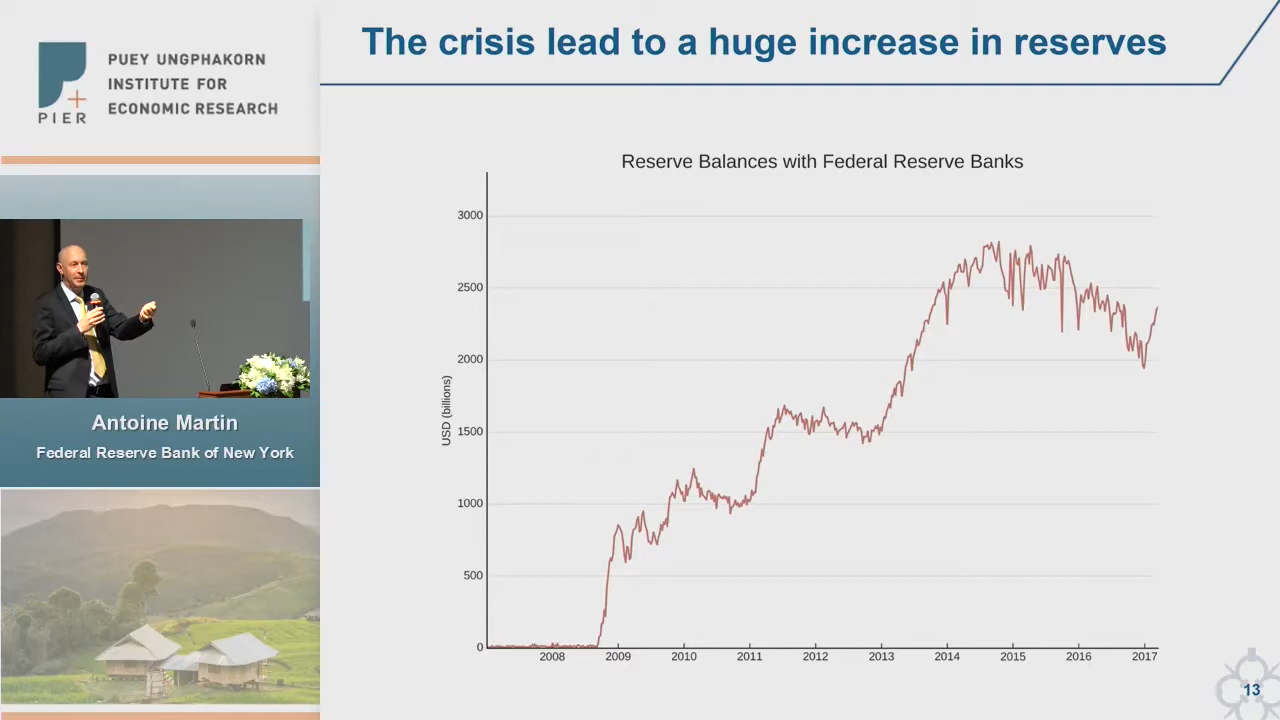 PUEY UNGPHAKORN
INSTITUTE FOR
ECONOMIC RESEARCH
PIER
Antoine Martin
Federal Reserve Bank of New York
The crisis lead to a huge increase in reserves
Reserve Balances with Federal Reserve Banks
USD (billions)
3000
2500
2000
1500
1000
500
0
2008 2009 2010 2011 2012 2013 2014 2015 2016 2017
13